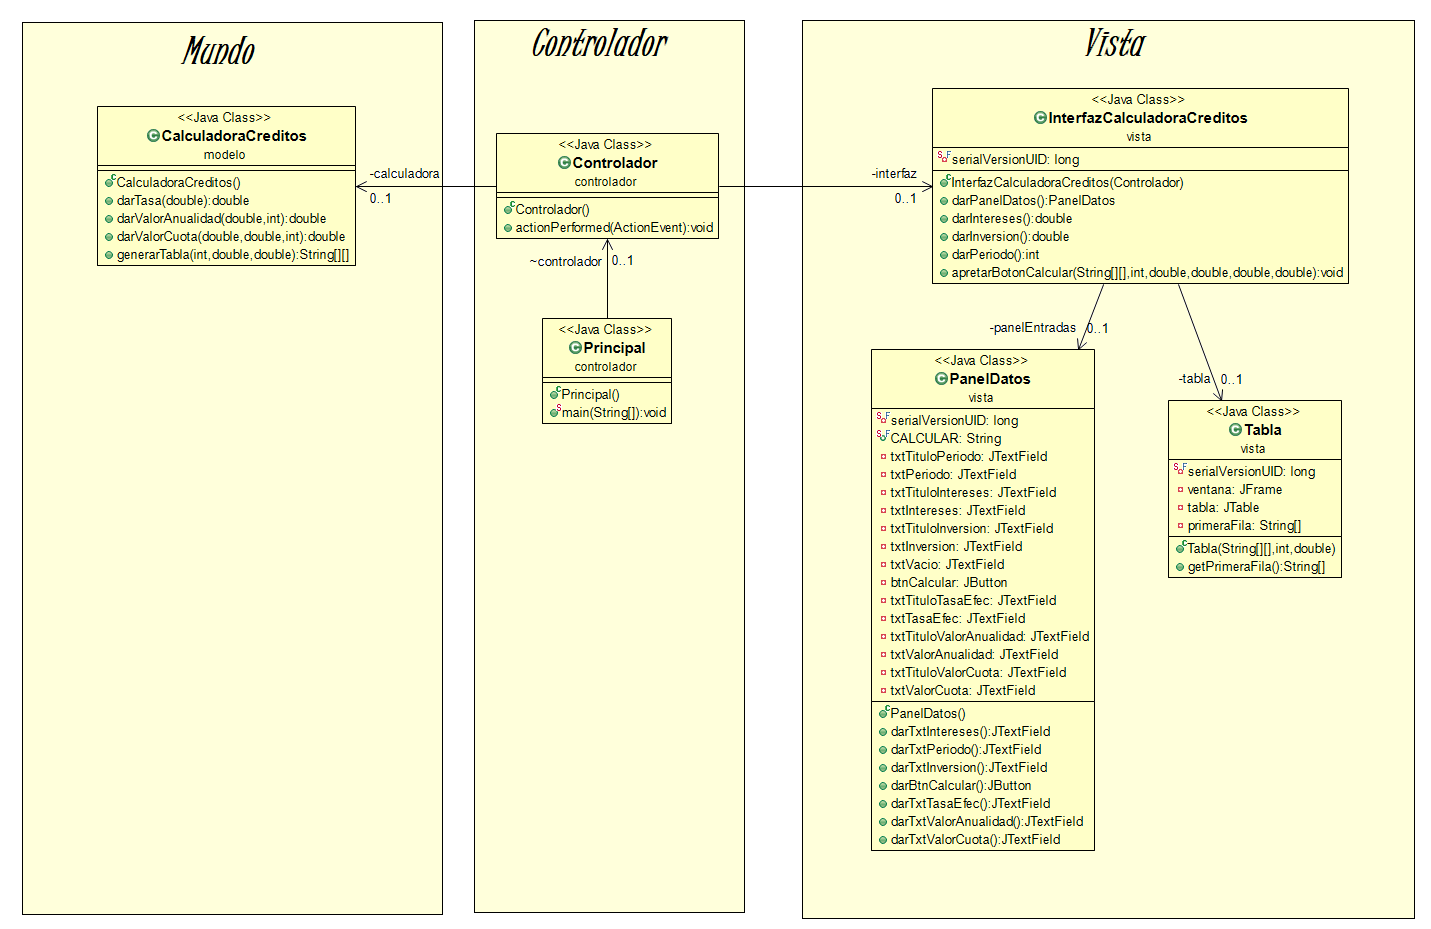 Mundo
<<Java Class>>
CalculadoraCreditos
modelo
CalculadoraCreditos()
darTasa(double):double
darValorAnualidad(double,int):double
darValorCuota(double,double,int):double
generarTabla(int,double,double):String[][]
-calculadora
0..1
Controlador
<<Java Class>>
Controlador
controlador
Controlador()
actionPerformed(ActionEvent):void
~controlador
0..1
<<Java Class>>
Principal
controlador
Principal()
main(String[]):void
-interfaz
0..1
Vista
<<Java Class>>
InterfazCalculadoraCreditos
vista
serialVersionUID: long
InterfazCalculadoraCreditos(Controlador)
darPanelDatos():PanelDatos
darIntereses():double
darInversion():double
darPeriodo():int
apretarBotonCalcular(String[][],int,double,double,double,double):void
-panelEntradas
0..1
<<Java Class>>
PanelDatos
vista
serialVersionUID: long
CALCULAR: String
txtTituloPeriodo: JTextField
txtPeriodo: JTextField
txtTituloIntereses: JTextField
txtIntereses: JTextField
txtTituloInversion: JTextField
txtInversion: JTextField
txtVacio: JTextField
btnCalcular: JButton
txtTituloTasaEfec: JTextField
txtTasaEfec: JTextField
txtTituloValorAnualidad: JTextField
txtValorAnualidad: JTextField
txtTituloValorCuota: JTextField
txtValorCuota: JTextField
PanelDatos()
darTxtIntereses():JTextField
darTxtPeriodo():JTextField
darTxtInversion():JTextField
darBtnCalcular():JButton
darTxtTasaEfec():JTextField
darTxtValorAnualidad():JTextField
darTxtValorCuota():JTextField
-tabla
0..1
<<Java Class>>
Tabla
vista
serialVersionUID: long
ventana: JFrame
tabla: JTable
primeraFila: String[]
Tabla(String[][],int,double)
getPrimeraFila():String[]